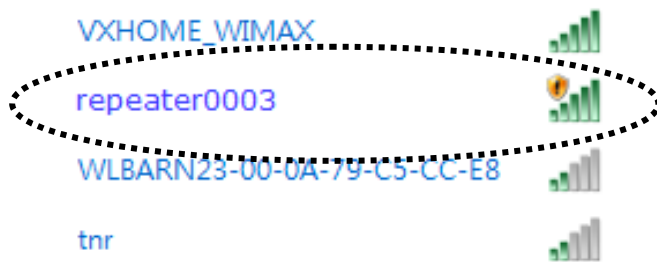 VXHOME_WIMAX
repeater0003
WLBARN23-00-0A-79-C5-CC-E8
tnr